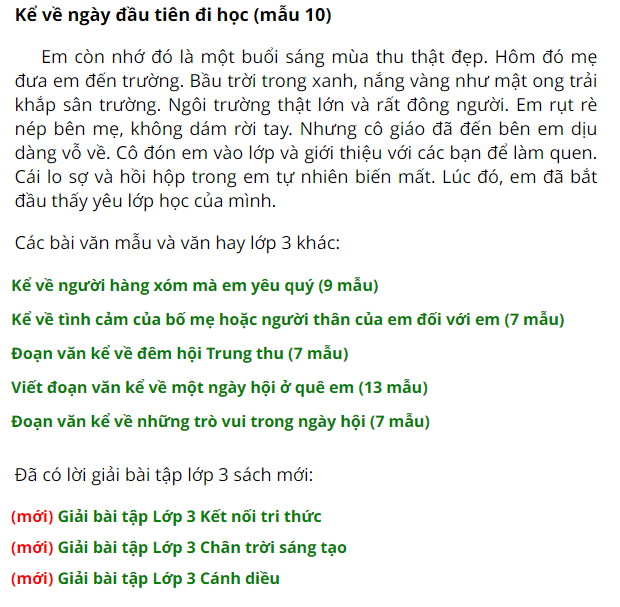 Kể về ngày đầu tiên đi học (mẫu 10)
Em còn nhớ đó là một buổi sáng mùa thu thật đẹp. Hôm đó mẹ
đưa em đến trường. Bầu trời trong xanh, nắng vàng như mật ong trải
khắp sân trường. Ngôi trường thật lớn và rất đông người. Em rụt rè
nép bên mẹ, không dám rời tay. Nhưng cô giáo đã đến bên em dịu
dàng vỗ về. Cô đón em vào lớp và giới thiệu với các bạn để làm quen.
Cái lo sợ và hồi hộp trong em tự nhiên biến mất. Lúc đó, em đã bắt
đầu thấy yêu lớp học của mình.
Các bài văn mẫu và văn hay lớp 3 khác:
Kể về người hàng xóm mà em yêu quý (9 mẫu)
Kể về tình cảm của bố mẹ hoặc người thân của em đối với em (7 mẫu)
Đoạn văn kể về đêm hội Trung thu (7 mẫu)
Viết đoạn văn kể về một ngày hội ở quê em (13 mẫu)
Đoạn văn kể về những trò vui trong ngày hội (7 mẫu)
Đã có lời giải bài tập lớp 3 sách mới:
(mới) Giải bài tập Lớp 3 Kết nối tri thức
(mới) Giải bài tập Lớp 3 Chân trời sáng tạo
(mới) Giải bài tập Lớp 3 Cánh diều